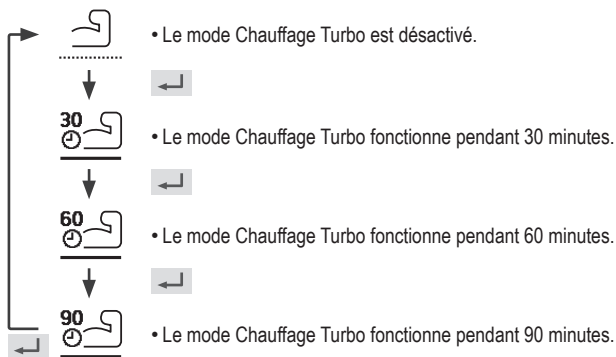 • Le mode Chauffage Turbo est désactivé.
30
• Le mode Chauffage Turbo fonctionne pendant 30 minutes.
60
• Le mode Chauffage Turbo fonctionne pendant 60 minutes.
90
• Le mode Chauffage Turbo fonctionne pendant 90 minutes.